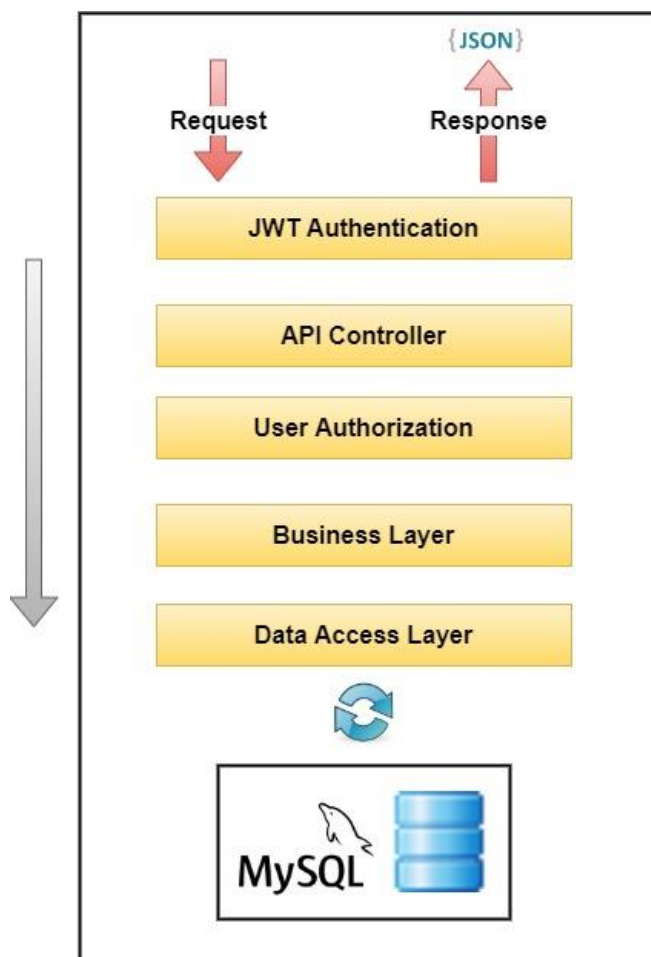 {JSON}
Request
Response
JWT Authentication
API Controller
User Authorization
Business Layer
Data Access Layer
MySQL